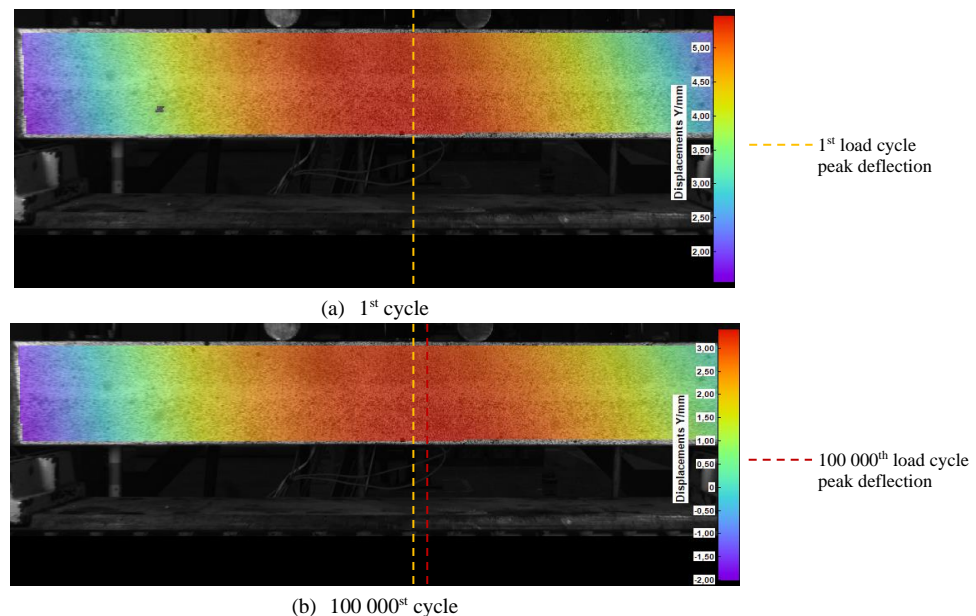 5,00
4,50
4,00
3,50
3,00
2,50
2,00
Displacements Y/mm
1st load cycle
peak deflection
(a) 1st cycle
3,00
2,50
2,00
1,50
1,00
0,50
0
-0,50
-1,00
-1,50
-2,00
Displacements Y/mm
100 000th load cycle
peak deflection
(b) 100 000st cycle